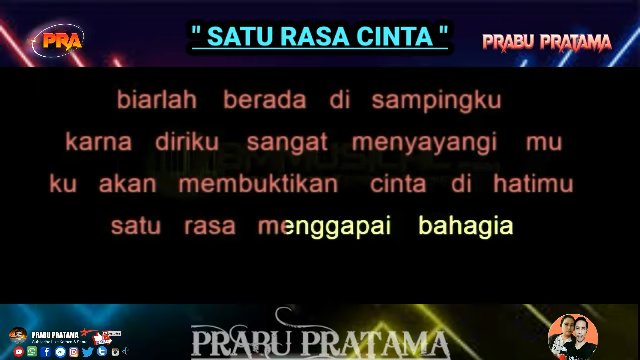 PRA
" SATU RASA CINTA "
PRABU PRATAMA
biarlah berada di sampingku
karna diriku sangat menyayangi mu
ku akan membuktikan cinta di hatimu
satu rasa menggapai bahagia
PRABU PRATAMA
PRABU PRATAMA